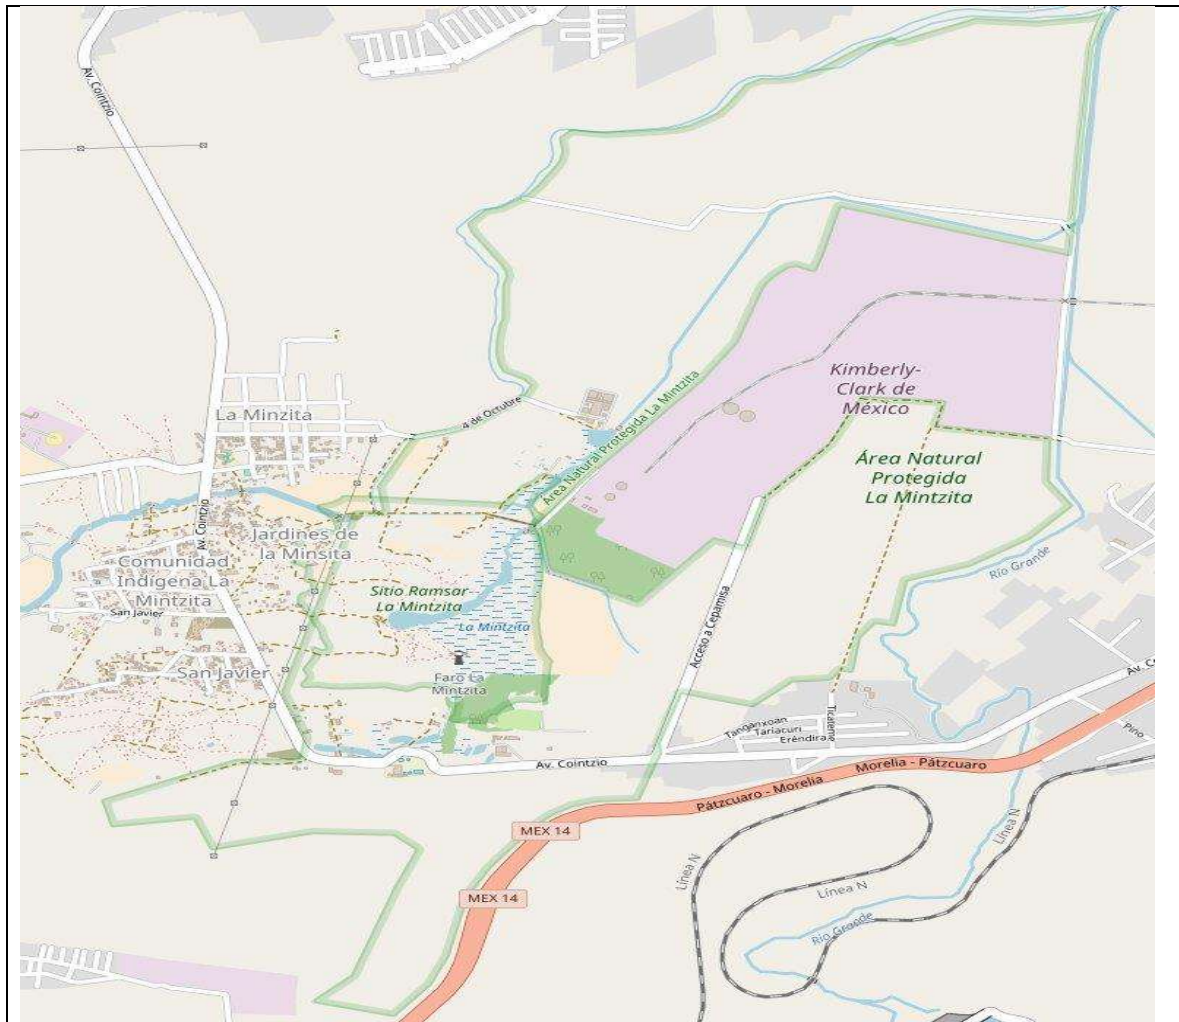 Av. Cointzio
La Minzita
4 de Octubre
Área Natural Protegida La Mintzita
Kimberly-
Clark de
México
Área Natural
Protegida
La Mintzita
Av. Cointzio
Jardines de
la Minsita
Comunidad
Indígena La
Mintzita
San Javier
Sitio Ramsar
La Mintzita
La Mintzita
Río Grande
Acceso a Cepamisa
San Javier
Faro La
Mintzita
Tanganxoan
Tariacuri
Eréndira
Ticateme
Av. Co
Pino
Av. Cointzio
Morelia - Pátzcuaro
Pátzcuaro - Morelia
MEX 14
Línea N
Línea N
Línea N
MEX 14
Río Grande